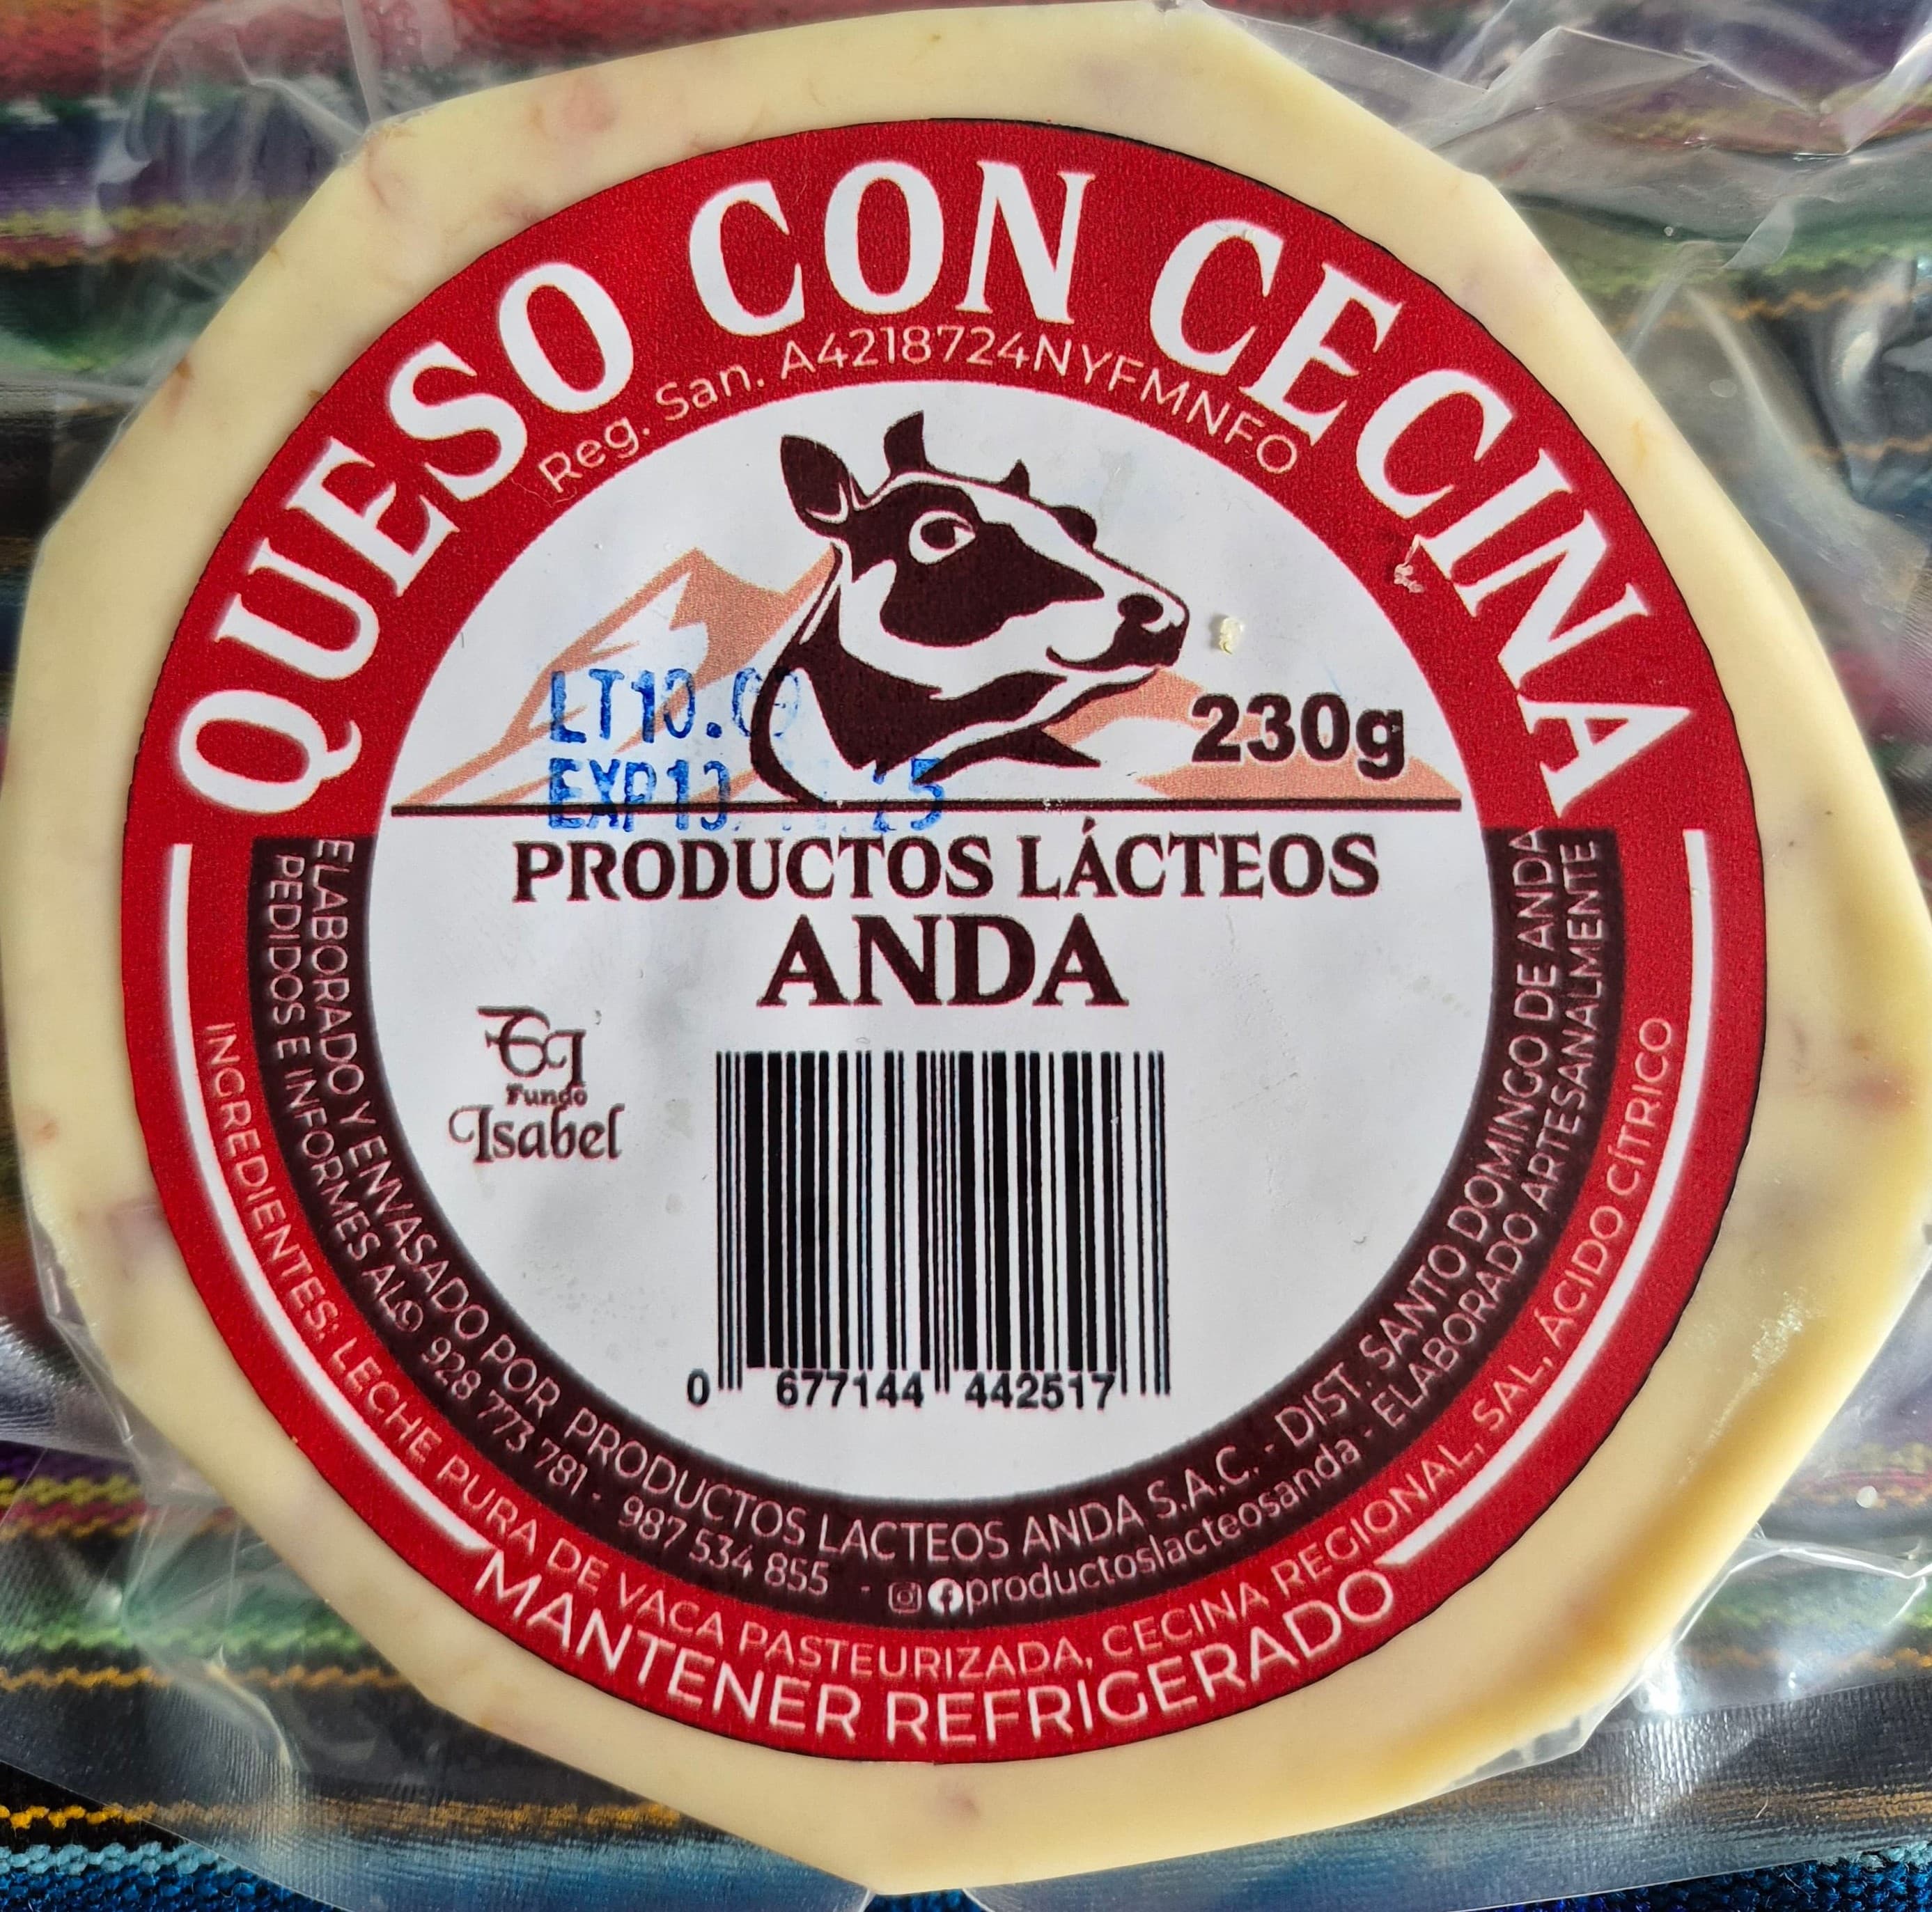 QUESO CON CECINA
Reg. San. A4218724NYFMNFO
230g
LT10.
PRODUCTOS LÁCTEOS
ANDA
Fundo
Isabel
0 677144 442517
ELABORADO Y ENVASADO POR PRODUCTOS LACTEOS ANDA S.A.C. - DIST. SANTO DOMINGO DE ANDA
PEDIDOS E INFORMES AL 928 773 781 - 987 534 855 - productoslacteosanda - ELABORADO ARTESANALMENTE
INGREDIENTES: LECHE PURA DE VACA PASTEURIZADA, CECINA REGIONAL, SAL, ÁCIDO CÍTRICO
MANTENER REFRIGERADO